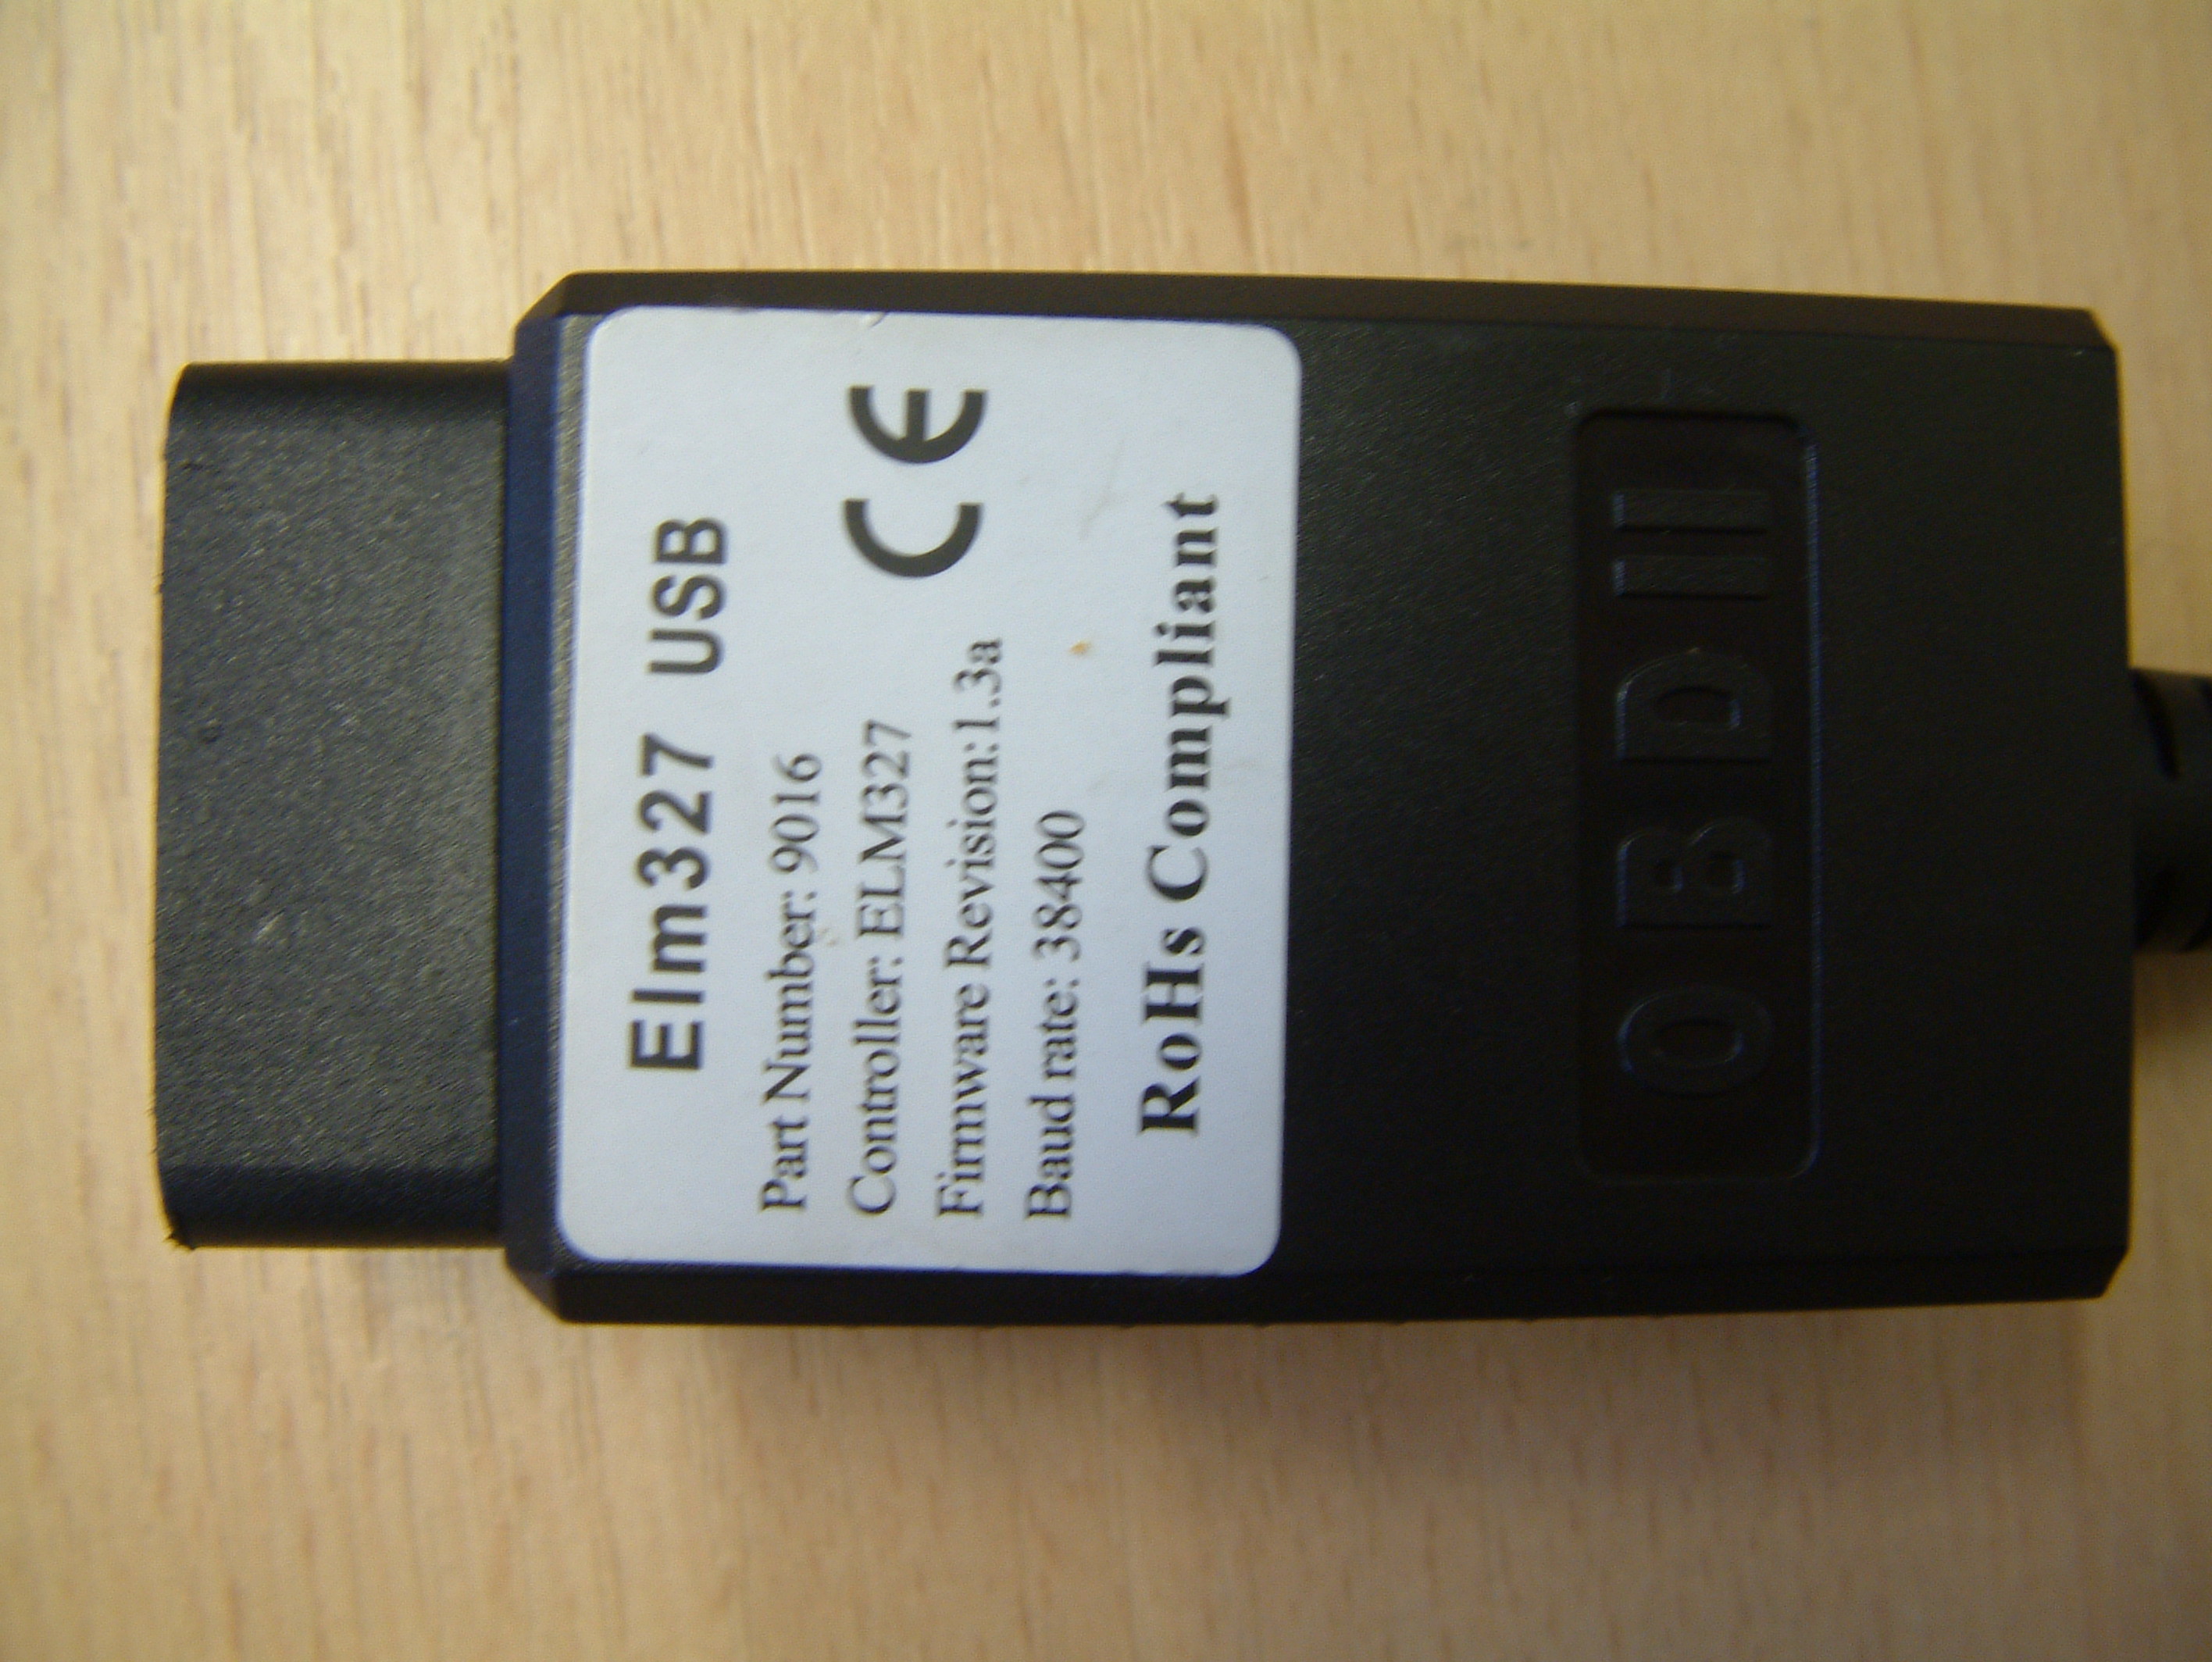 Elm327 USB
Part Number: 9016
Controller: ELM327
CE
Firmware Revision: 1.3a
Baud rate: 38400
RoHs Compliant
OBD II